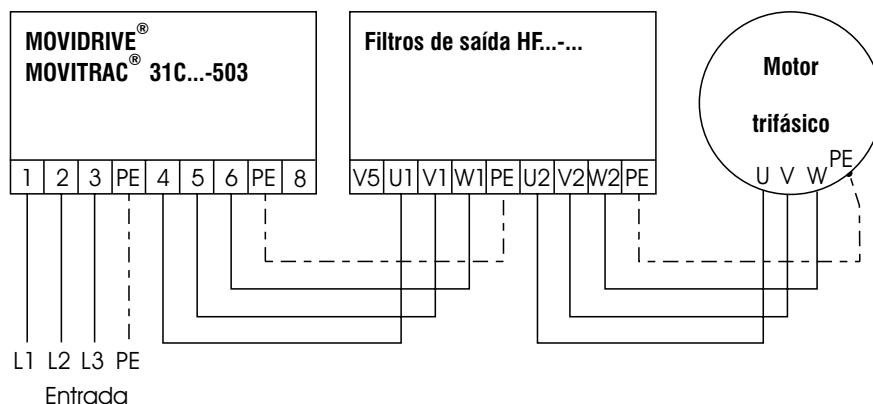 MOVIDRIVE®
MOVITRAC® 31C...-503
Filtros de saída HF...-...
Motor
trifásico
1 2 3 PE 4 5 6 PE 8
V5 U1 V1 W1 PE U2 V2 W2 PE
U V W PE
L1 L2 L3 PE
Entrada